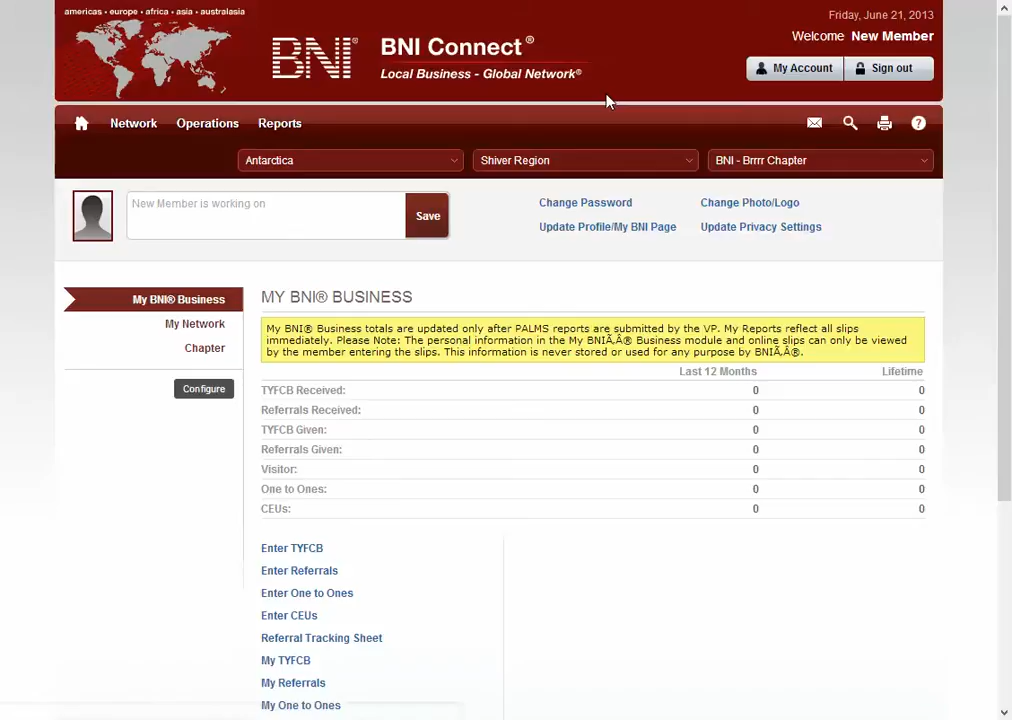 americas • europe • africa • asia • australasia
Friday, June 21, 2013
BNI® BNI Connect®
Local Business - Global Network®
Welcome New Member
My Account Sign out
Network Operations Reports
Antarctica Shiver Region BNI - Brrrr Chapter
New Member is working on
Save
Change Password Change Photo/Logo
Update Profile/My BNI Page Update Privacy Settings
My BNI® Business
My Network
Chapter
Configure
MY BNI® BUSINESS
My BNI® Business totals are updated only after PALMS reports are submitted by the VP. My Reports reflect all slips
immediately. Please Note: The personal information in the My BNIÃ‚Â® Business module and online slips can only be viewed
by the member entering the slips. This information is never stored or used for any purpose by BNIÃ‚Â®.
Last 12 Months Lifetime
TYFCB Received: 0 0
Referrals Received: 0 0
TYFCB Given: 0 0
Referrals Given: 0 0
Visitor: 0 0
One to Ones: 0 0
CEUs: 0 0
Enter TYFCB
Enter Referrals
Enter One to Ones
Enter CEUs
Referral Tracking Sheet
My TYFCB
My Referrals
My One to Ones